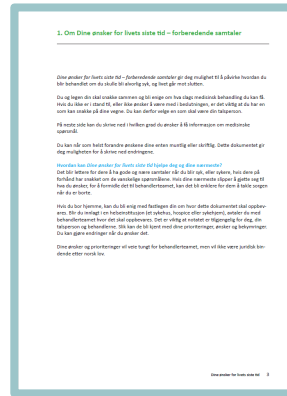 1. Om Dine ønsker for livets siste tid – forberedende samtaler
Dine ønsker for livets siste tid – forberedende samtaler gir deg mulighet til å påvirke hvordan du
blir behandlet om du skulle bli alvorlig syk, og livet går mot slutten.
Du og legen din skal snakke sammen og bli enige om hva slags medisinsk behandling du kan få.
Hvis du ikke er i stand til, eller ikke ønsker å være med i beslutningen, er det viktig at du har en
som kan snakke på dine vegne. Du kan derfor velge en som skal være din talsperson.
På neste side kan du skrive ned i hvilken grad du ønsker å få informasjon om medisinske
spørsmål.
Du kan når som helst forandre ønskene dine enten muntlig eller skriftlig. Dette dokumentet gir
deg muligheten for å skrive ned endringene.
Hvordan kan Dine ønsker for livets siste tid hjelpe deg og dine nærmeste?
Det blir lettere for dem å ha gode og nære samtaler når du blir syk, eller sykere, hvis dere på
forhånd har snakket om de vanskelige spørsmålene. Hvis dine nærmeste slipper å gjette seg til
hva du ønsker, for å formidle det til behandlerteamet, kan det bli enklere for dem å takle sorgen
når du er borte.
Hvis du bor hjemme, kan du bli enig med fastlegen din om hvor dette dokumentet skal oppbev-
ares. Blir du innlagt i en helseinstitusjon (et sykehus, hospice eller sykehjem), avtaler du med
behandlerteamet hvor det skal oppbevares. Det er viktig at notatet er tilgjengelig for deg, din
talsperson og behandlerne. Slik kan de bli kjent med dine prioriteringer, ønsker og bekymringer.
Du kan gjøre endringer når du ønsker det.
Dine ønsker og prioriteringer vil veie tungt for behandlerteamet, men vil ikke være juridisk bin-
dende etter norsk lov.
Dine ønsker for livets siste tid 3